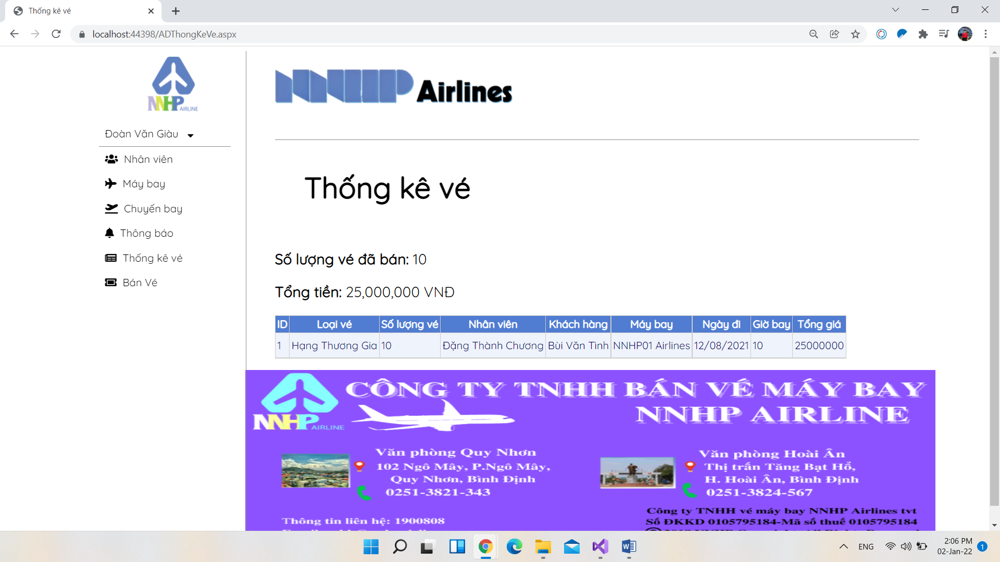 Thống kê vé
localhost:44398/ADThongKeVe.aspx
NNHP AIRLINE
Đoàn Văn Giàu
Nhân viên
Máy bay
Chuyến bay
Thông báo
Thống kê vé
Bán Vé
NNHP Airlines
Thống kê vé
Số lượng vé đã bán: 10
Tổng tiền: 25,000,000 VNĐ
ID Loại vé Số lượng vé Nhân viên Khách hàng Máy bay Ngày đi Giờ bay Tổng giá
1 Hạng Thương Gia 10 Đặng Thành Chương Bùi Văn Tình NNHP01 Airlines 12/08/2021 10 25000000
NNHP AIRLINE
CÔNG TY TNHH BÁN VÉ MÁY BAY
NNHP AIRLINE
Văn phòng Quy Nhơn
102 Ngô Mây, P.Ngô Mây,
Quy Nhơn, Bình Định
0251-3821-343
Văn phòng Hoài Ân
Thị trấn Tăng Bạt Hổ,
H. Hoài Ân, Bình Định
0251-3824-567
Thông tin liên hệ: 1900808
Công ty TNHH vé máy bay NNHP Airlines tvt
Số ĐKKD 0105795184-Mã số thuế 0105795184
ENG
2:06 PM
02-Jan-22
1